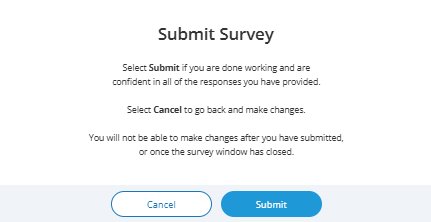 Submit Survey
Select Submit if you are done working and are
confident in all of the responses you have provided.
Select Cancel to go back and make changes.
You will not be able to make changes after you have submitted,
or once the survey window has closed.
Cancel
Submit